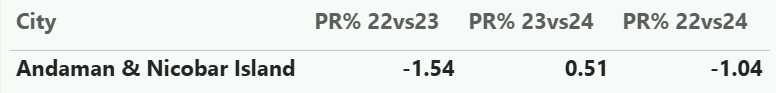 City PR% 22vs23 PR% 23vs24 PR% 22vs24
Andaman & Nicobar Island -1.54 0.51 -1.04